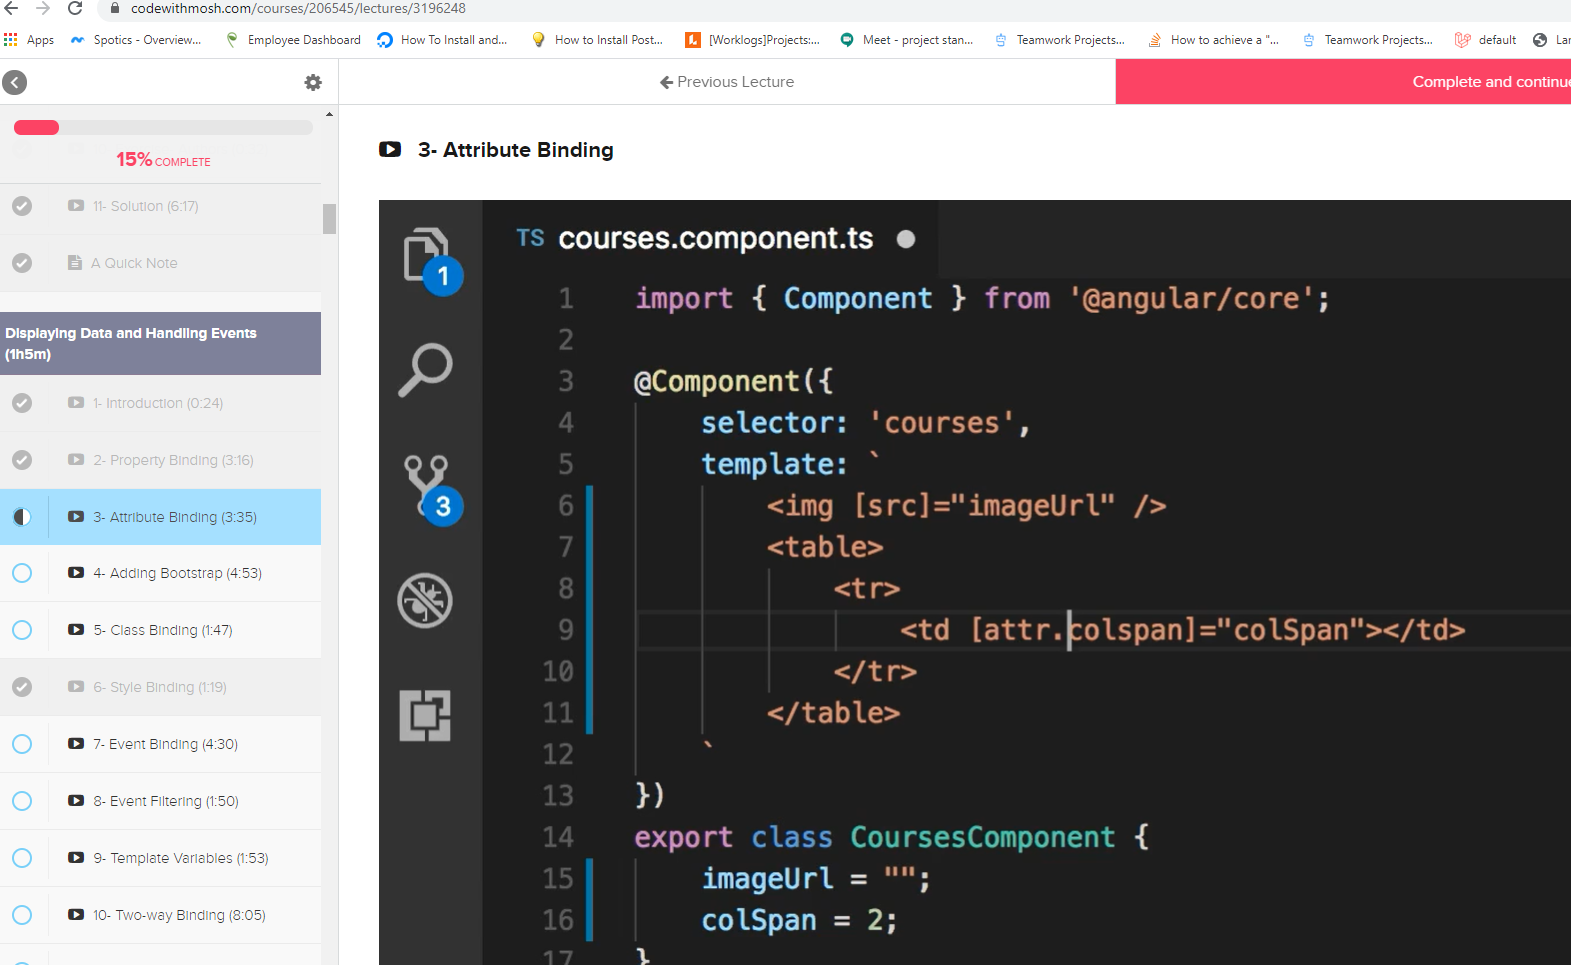 codewithmosh.com/courses/206545/lectures/3196248
Apps
Spotics - Overview...
Employee Dashboard
How To Install and...
How to Install Post...
[Worklogs]Projects:...
Meet - project stan...
Teamwork Projects...
How to achieve a "...
Teamwork Projects...
default
Lar
Previous Lecture
Complete and continue
15% COMPLETE
11- Solution (6:17)
A Quick Note
Displaying Data and Handling Events
(1h5m)
1- Introduction (0:24)
2- Property Binding (3:16)
3- Attribute Binding (3:35)
4- Adding Bootstrap (4:53)
5- Class Binding (1:47)
6- Style Binding (1:19)
7- Event Binding (4:30)
8- Event Filtering (1:50)
9- Template Variables (1:53)
10- Two-way Binding (8:05)
3- Attribute Binding
1
3
TS courses.component.ts
1 import { Component } from '@angular/core';
2
3 @Component({
4 selector: 'courses',
5 template: `
6 <img [src]="imageUrl" />
7 <table>
8 <tr>
9 <td [attr.colspan]="colSpan"></td>
10 </tr>
11 </table>
12 `
13 })
14 export class CoursesComponent {
15 imageUrl = "";
16 colSpan = 2;
17 }